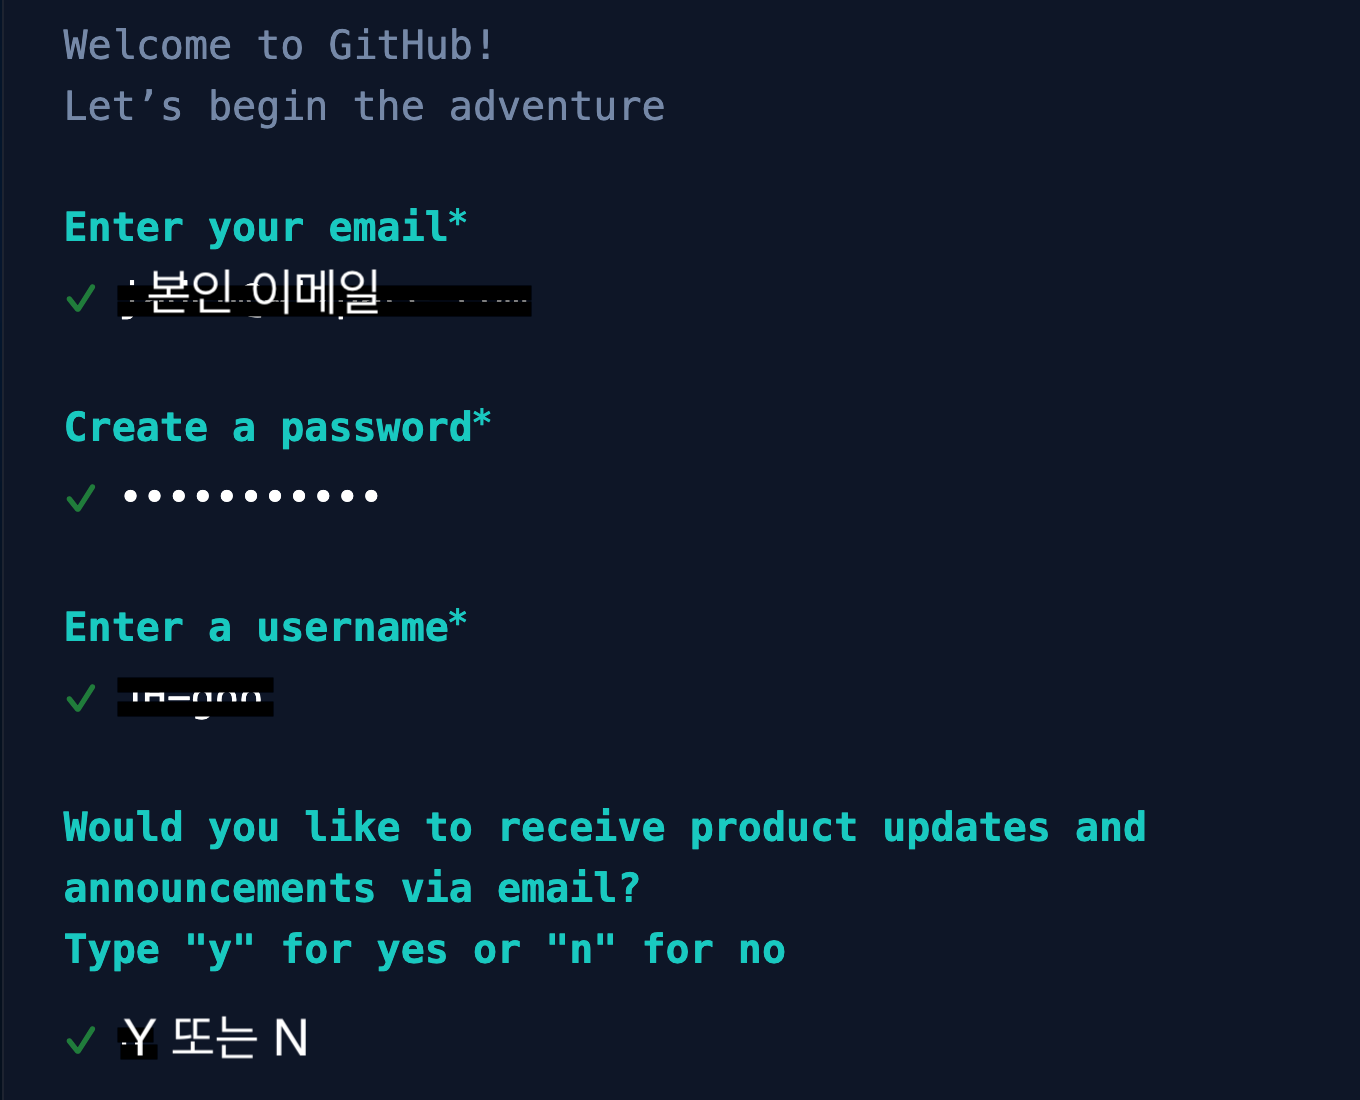 Welcome to GitHub!
Let’s begin the adventure
Enter your email*
✓ 본인 이메일
Create a password*
✓ •••••••••••
Enter a username*
✓
Would you like to receive product updates and
announcements via email?
Type "y" for yes or "n" for no
✓ Y 또는 N